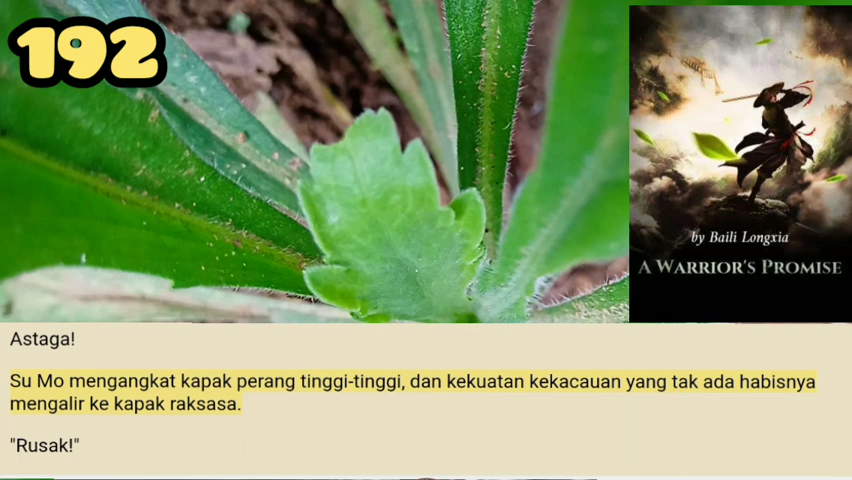 192
by Baili Longxia
A WARRIOR'S PROMISE
Astaga!
Su Mo mengangkat kapak perang tinggi-tinggi, dan kekuatan kekacauan yang tak ada habisnya
mengalir ke kapak raksasa.
"Rusak!"